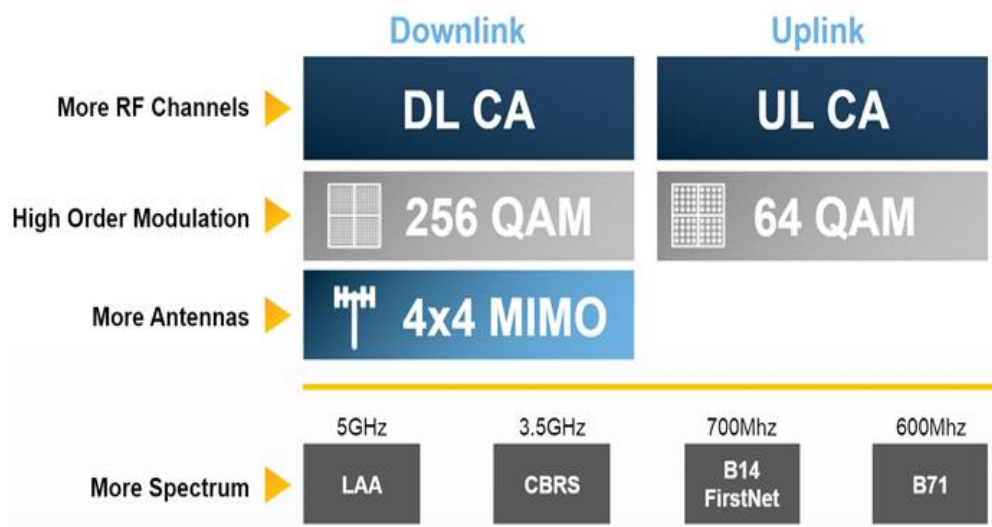 Downlink Uplink
More RF Channels DL CA UL CA
High Order Modulation 256 QAM 64 QAM
More Antennas 4x4 MIMO
5GHz 3.5GHz 700Mhz 600Mhz
More Spectrum LAA CBRS B14 FirstNet B71